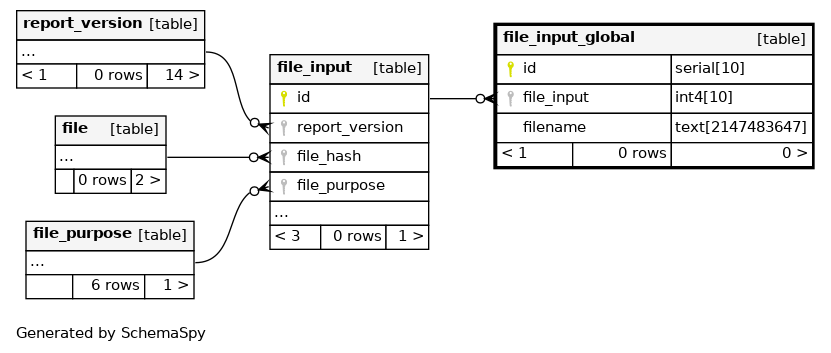 report_version [table]
...
< 1 0 rows 14 >
file [table]
...
0 rows 2 >
file_purpose [table]
...
6 rows 1 >
file_input [table]
id
report_version
file_hash
file_purpose
...
< 3 0 rows 1 >
file_input_global [table]
id serial[10]
file_input int4[10]
filename text[2147483647]
< 1 0 rows 0 >
Generated by SchemaSpy